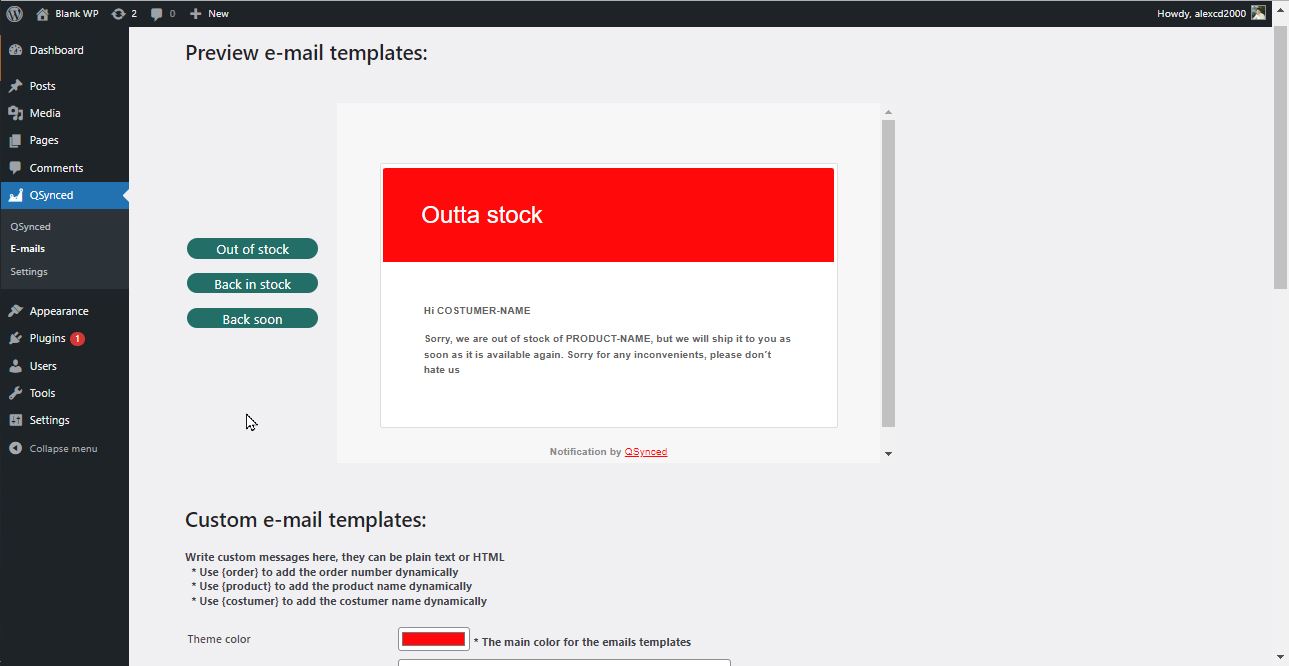 Blank WP 2 0 New Howdy, alexcd2000
Dashboard
Posts
Media
Pages
Comments
QSynced
QSynced
E-mails
Settings
Appearance
Plugins 1
Users
Tools
Settings
Collapse menu
Preview e-mail templates:
Out of stock
Back in stock
Back soon
Outta stock
Hi COSTUMER-NAME
Sorry, we are out of stock of PRODUCT-NAME, but we will ship it to you as
soon as it is available again. Sorry for any inconvenients, please don´t
hate us
Notification by QSynced
Custom e-mail templates:
Write custom messages here, they can be plain text or HTML
* Use {order} to add the order number dynamically
* Use {product} to add the product name dynamically
* Use {costumer} to add the costumer name dynamically
Theme color * The main color for the emails templates